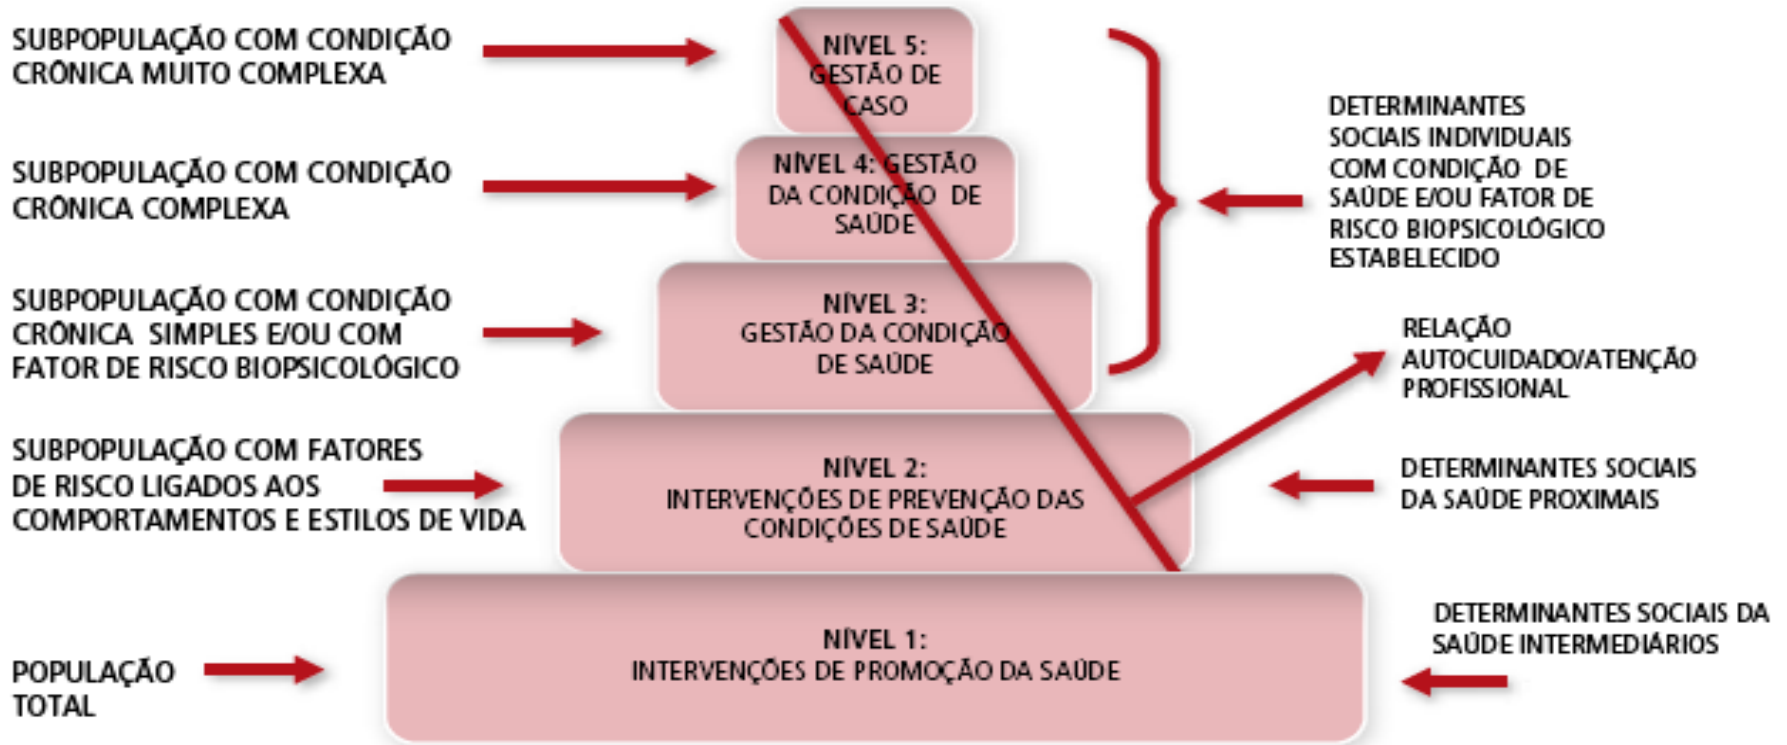 SUBPOPULAÇÃO COM CONDIÇÃO
CRÔNICA MUITO COMPLEXA
SUBPOPULAÇÃO COM CONDIÇÃO
CRÔNICA COMPLEXA
SUBPOPULAÇÃO COM CONDIÇÃO
CRÔNICA SIMPLES E/OU COM
FATOR DE RISCO BIOPSICOLÓGICO
SUBPOPULAÇÃO COM FATORES
DE RISCO LIGADOS AOS
COMPORTAMENTOS E ESTILOS DE VIDA
POPULAÇÃO
TOTAL
NÍVEL 5:
GESTÃO DE
CASO
NÍVEL 4: GESTÃO
DA CONDIÇÃO DE
SAÚDE
NÍVEL 3:
GESTÃO DA CONDIÇÃO
DE SAÚDE
NÍVEL 2:
INTERVENÇÕES DE PREVENÇÃO DAS
CONDIÇÕES DE SAÚDE
NÍVEL 1:
INTERVENÇÕES DE PROMOÇÃO DA SAÚDE
DETERMINANTES
SOCIAIS INDIVIDUAIS
COM CONDIÇÃO DE
SAÚDE E/OU FATOR DE
RISCO BIOPSICOLÓGICO
ESTABELECIDO
RELAÇÃO
AUTOCUIDADO/ATENÇÃO
PROFISSIONAL
DETERMINANTES SOCIAIS
DA SAÚDE PROXIMAIS
DETERMINANTES SOCIAIS DA
SAÚDE INTERMEDIÁRIOS